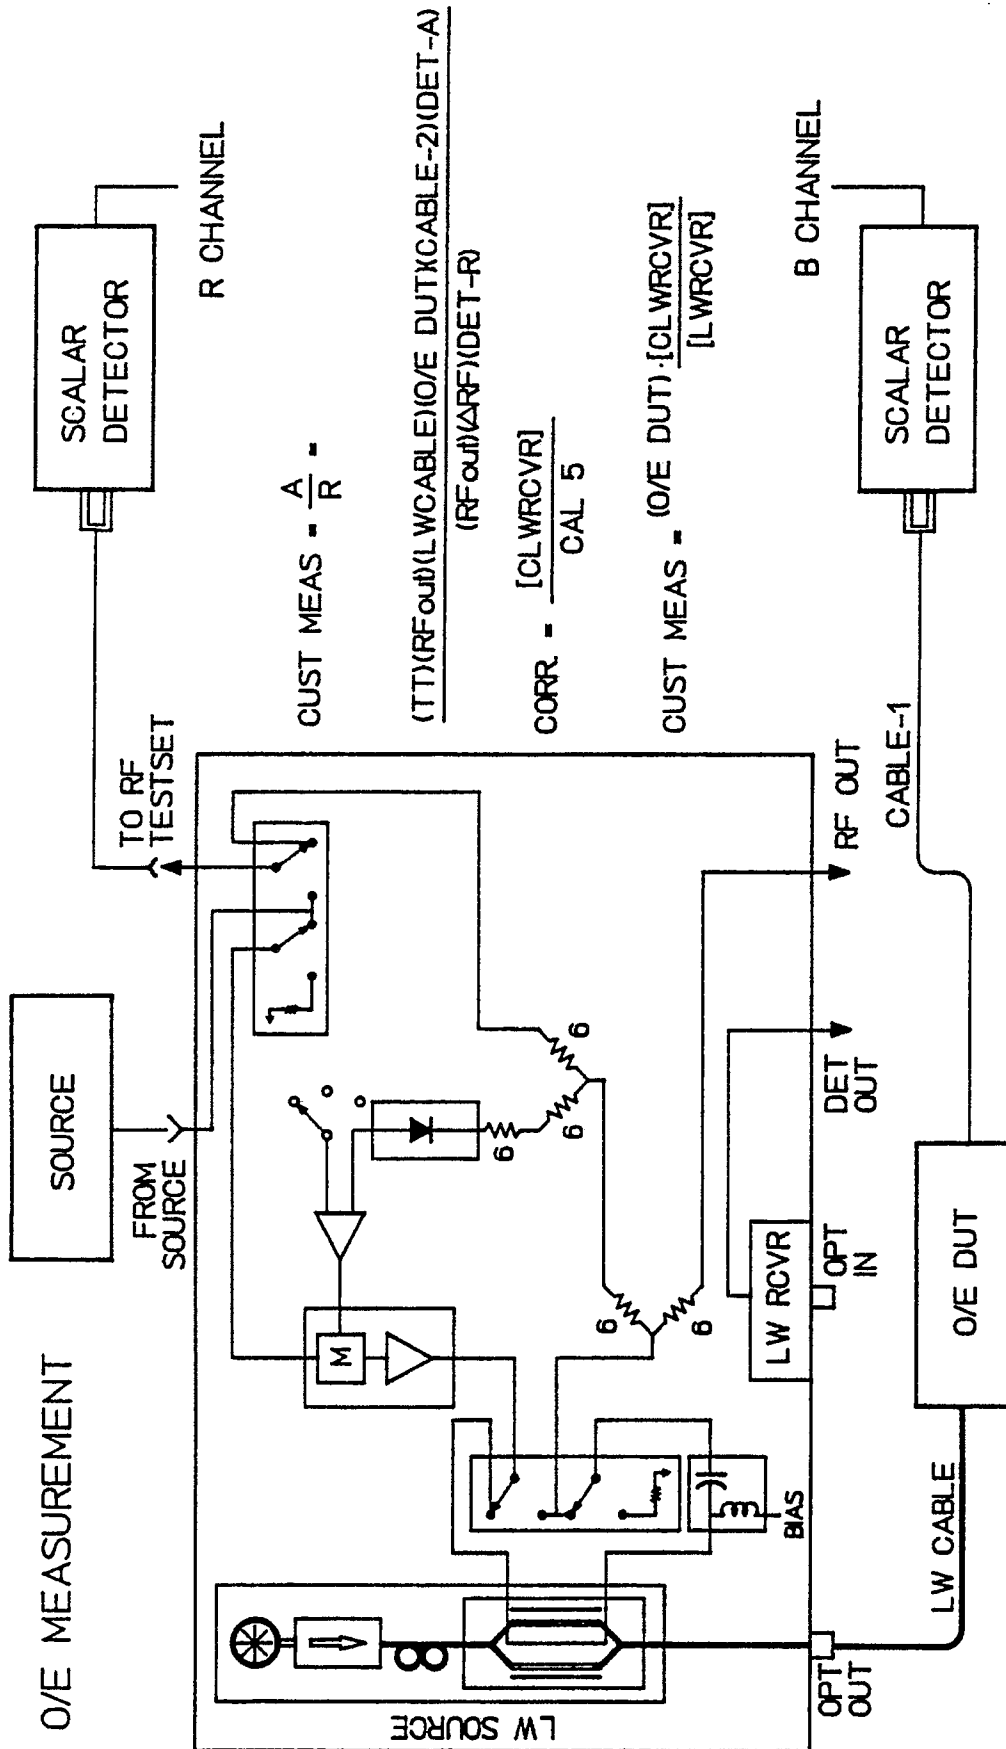 O/E MEASUREMENT
SOURCE
FROM
SOURCE
TO RF
TESTSET
SCALAR
DETECTOR
R CHANNEL
LW SOURCE
M
6
6
6
6
6
BIAS
LW RCVR
OPT
OUT
OPT
IN
DET
OUT
RF OUT
CUST MEAS = A/R =
(TT)(RFout)(LWCABLE)(O/E DUT)(CABLE-2)(DET-A)
(RFout)(ΔRF)(DET-R)
CORR. = [CLWRCVR]
CAL 5
CUST MEAS = (O/E DUT)·[CLWRCVR]
[LWRCVR]
LW CABLE
O/E DUT
CABLE-1
SCALAR
DETECTOR
B CHANNEL